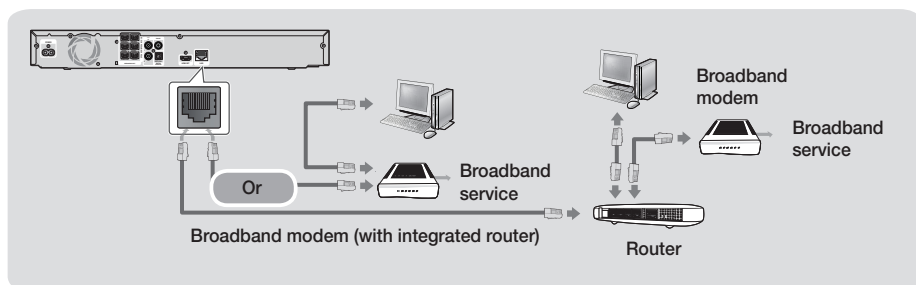 Broadband
modem
Broadband
service
Or
Broadband
service
Broadband modem (with integrated router)
Router